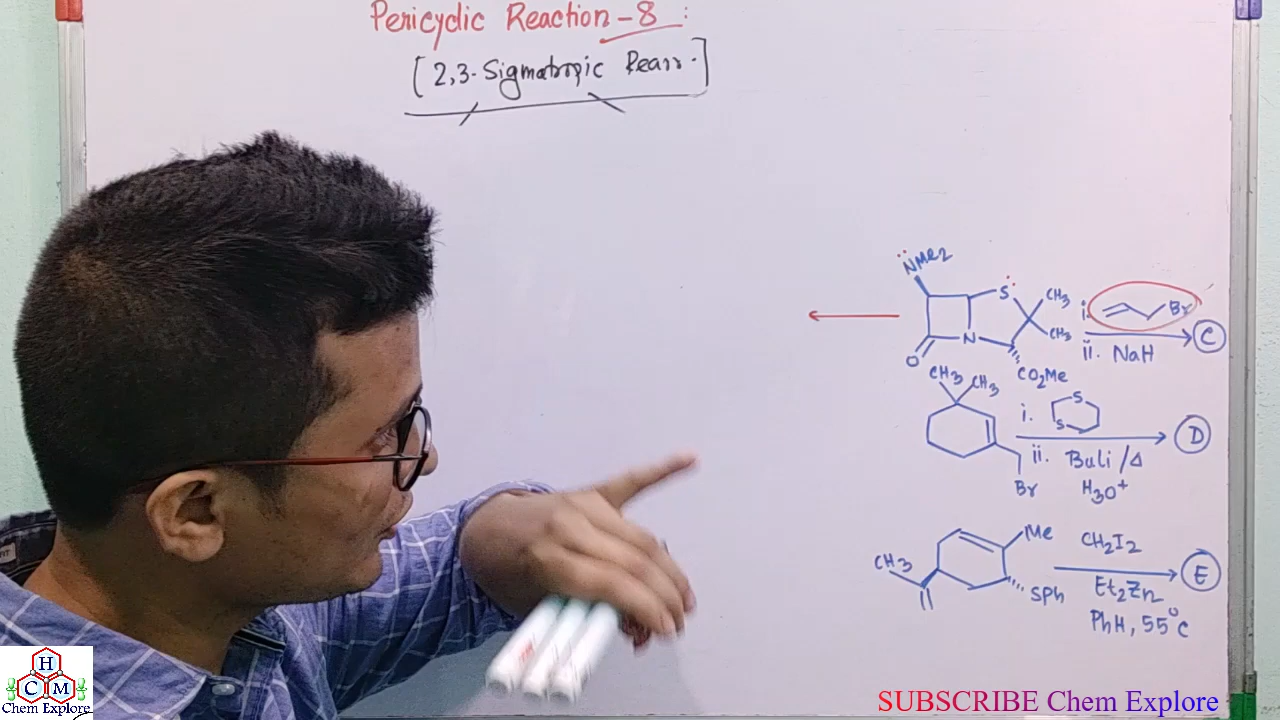 Pericyclic Reaction - 8 :
[ 2,3- Sigmatropic Rearr. ]
NMe2
S
CH3
CH3
N
O
CO2Me
i. Br
ii. NaH
C
CH3
CH3
Br
i. S S
ii. Buli / Δ
H3O+
D
CH3
Me
SPh
CH2I2
Et2Zn
PhH, 55°C
E
H
C M
Chem Explore
SUBSCRIBE Chem Explore